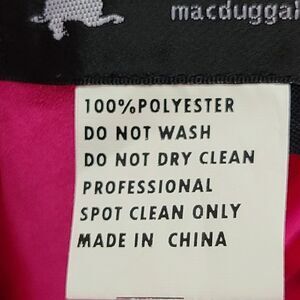 macduggal
100%POLYESTER
DO NOT WASH
DO NOT DRY CLEAN
PROFESSIONAL
SPOT CLEAN ONLY
MADE IN CHINA